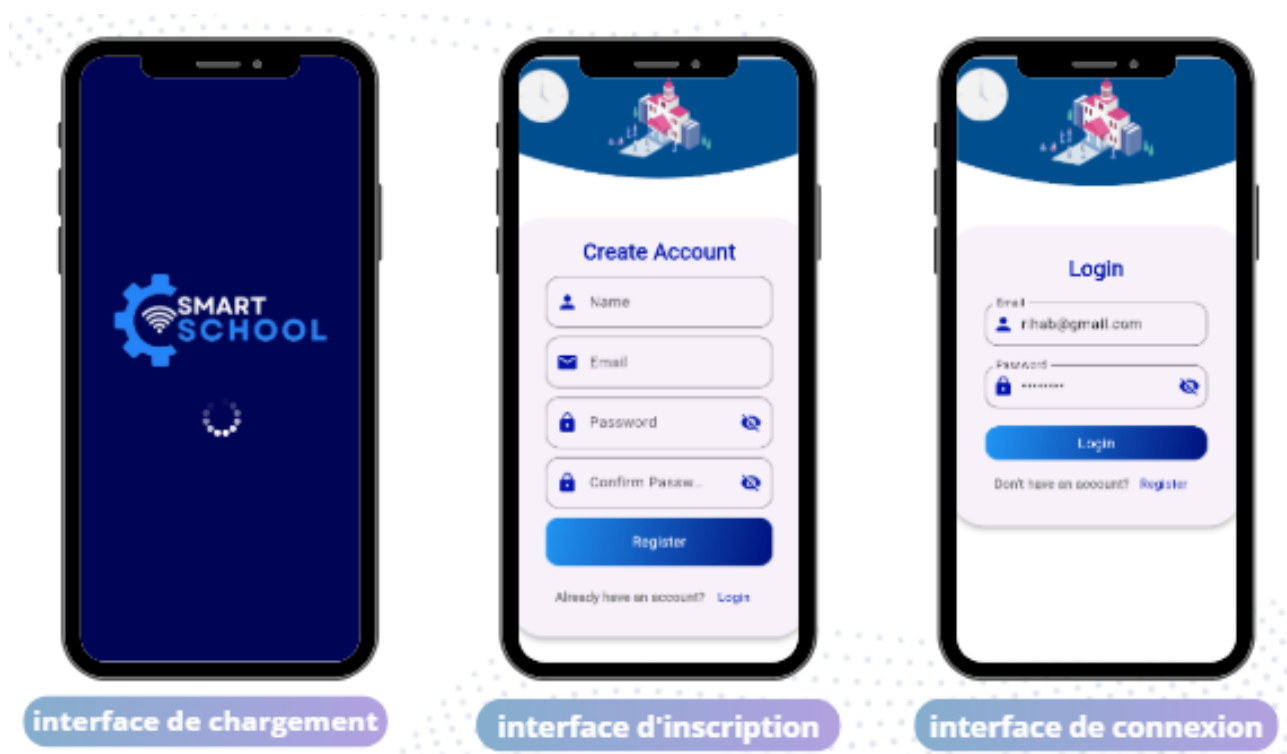 SMART
SCHOOL
interface de chargement
Create Account
Name
Email
Password
Confirm Passw...
Register
Already have an account? Login
interface d'inscription
Login
Email
rihab@gmail.com
Password
Login
Don't have an account? Register
interface de connexion